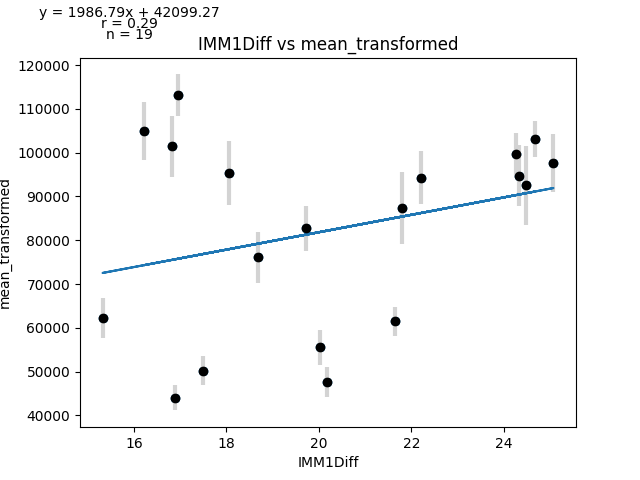 y = 1986.79x + 42099.27
r = 0.29
n = 19
IMM1Diff vs mean_transformed
120000
110000
100000
90000
80000
70000
60000
50000
40000
mean_transformed
16 18 20 22 24
IMM1Diff